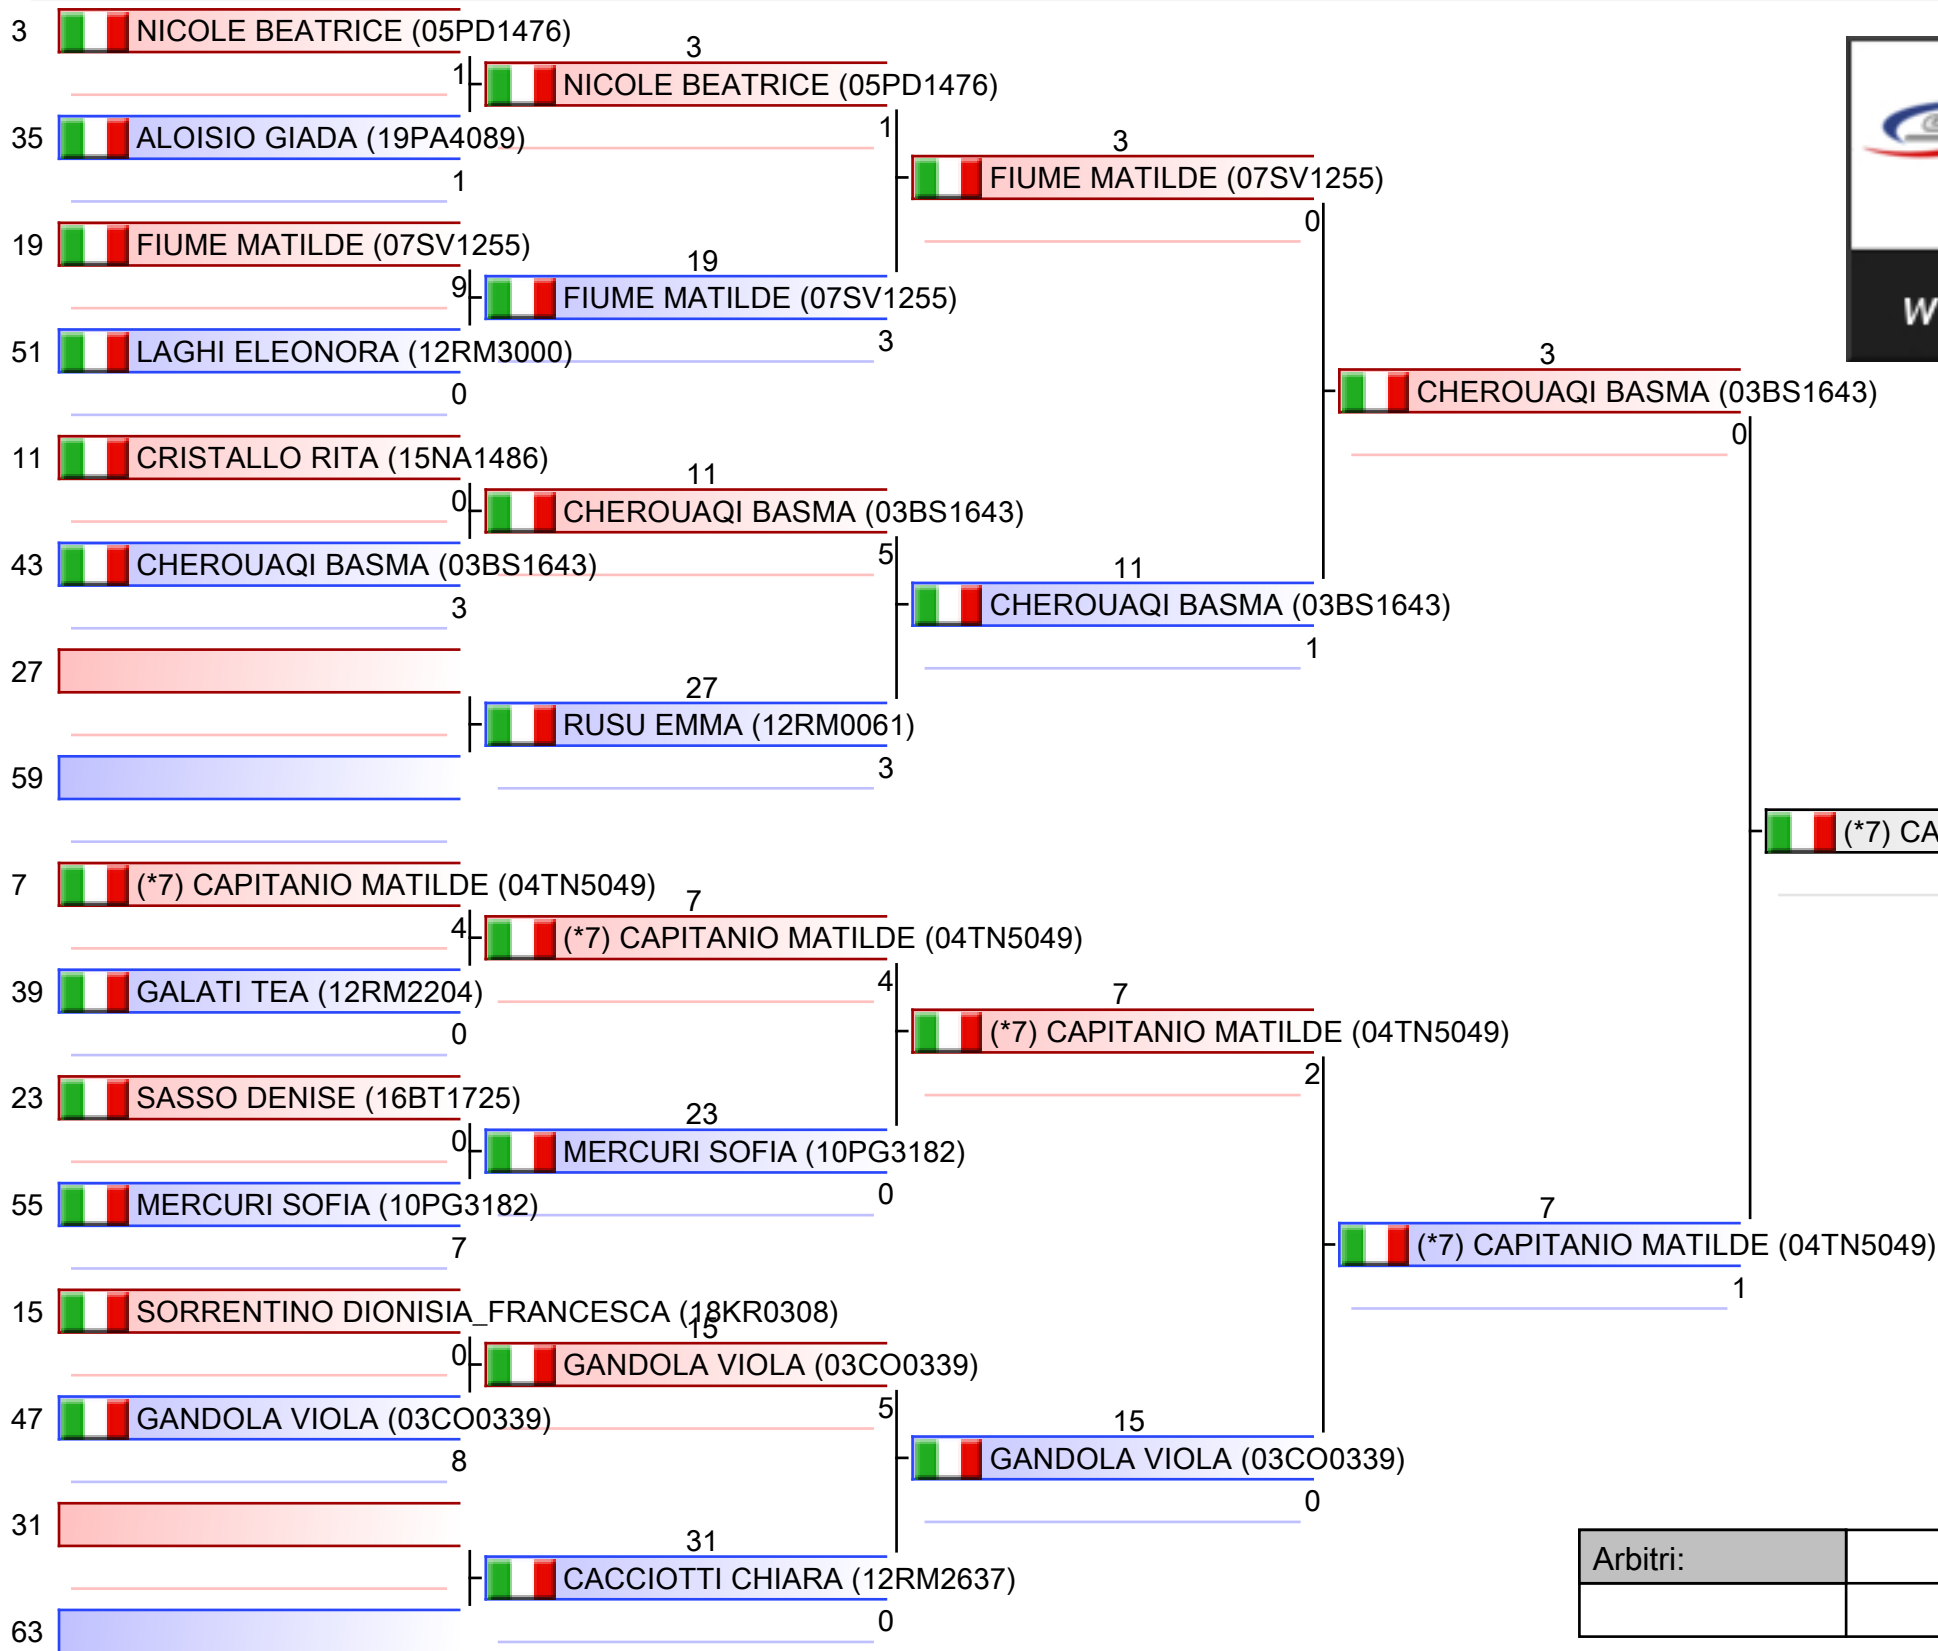 3 NICOLE BEATRICE (05PD1476)
3
1 NICOLE BEATRICE (05PD1476)
35 ALOISIO GIADA (19PA4089)
1
3
1
FIUME MATILDE (07SV1255)
0
19 FIUME MATILDE (07SV1255)
19
9 FIUME MATILDE (07SV1255)
W
51 LAGHI ELEONORA (12RM3000)
3
3
0
CHEROUAQI BASMA (03BS1643)
0
11 CRISTALLO RITA (15NA1486)
11
0 CHEROUAQI BASMA (03BS1643)
43 CHEROUAQI BASMA (03BS1643)
5
11
3
CHEROUAQI BASMA (03BS1643)
1
27
27
RUSU EMMA (12RM0061)
59
3
(*7) CA
7 (*7) CAPITANIO MATILDE (04TN5049)
7
4 (*7) CAPITANIO MATILDE (04TN5049)
39 GALATI TEA (12RM2204)
4
7
0
(*7) CAPITANIO MATILDE (04TN5049)
2
23 SASSO DENISE (16BT1725)
23
0 MERCURI SOFIA (10PG3182)
55 MERCURI SOFIA (10PG3182)
0
7
7
(*7) CAPITANIO MATILDE (04TN5049)
1
15 SORRENTINO DIONISIA_FRANCESCA (18KR0308)
15
0 GANDOLA VIOLA (03CO0339)
47 GANDOLA VIOLA (03CO0339)
5
15
8
GANDOLA VIOLA (03CO0339)
0
31
31
Arbitri:
CACCIOTTI CHIARA (12RM2637)
63
0